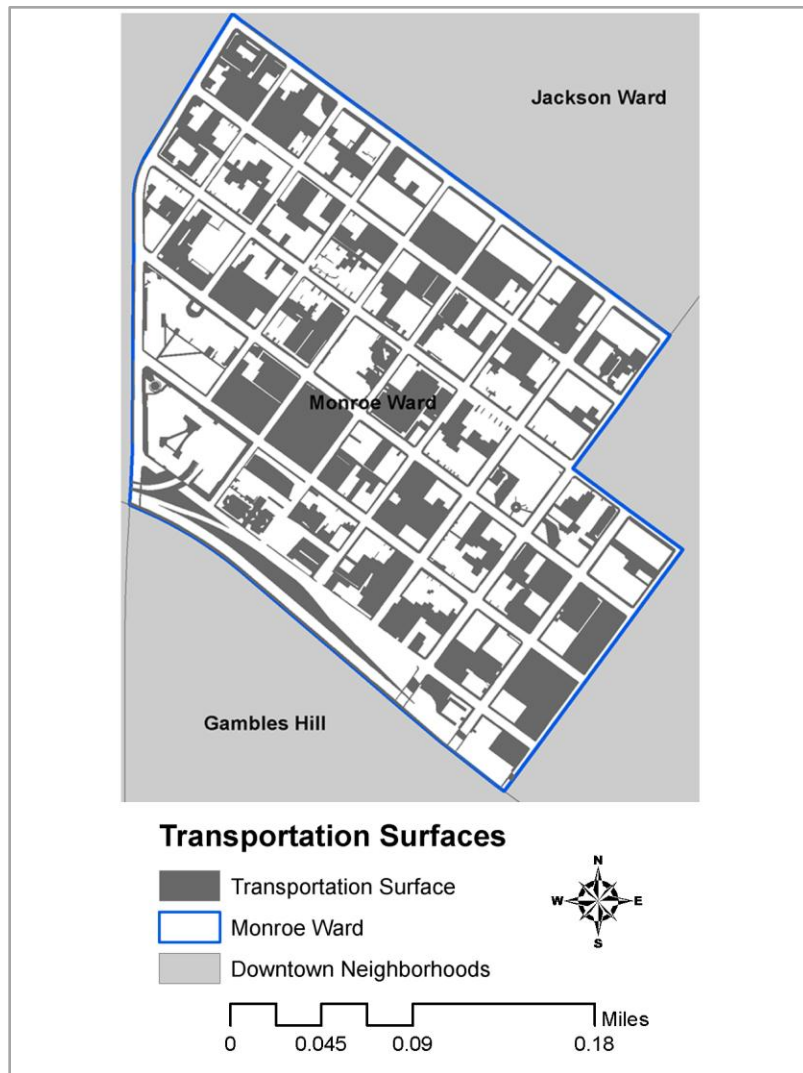 Jackson Ward
Monroe Ward
Gambles Hill
Transportation Surfaces
Transportation Surface
Monroe Ward
Downtown Neighborhoods
N
W E
S
Miles
0 0.045 0.09 0.18